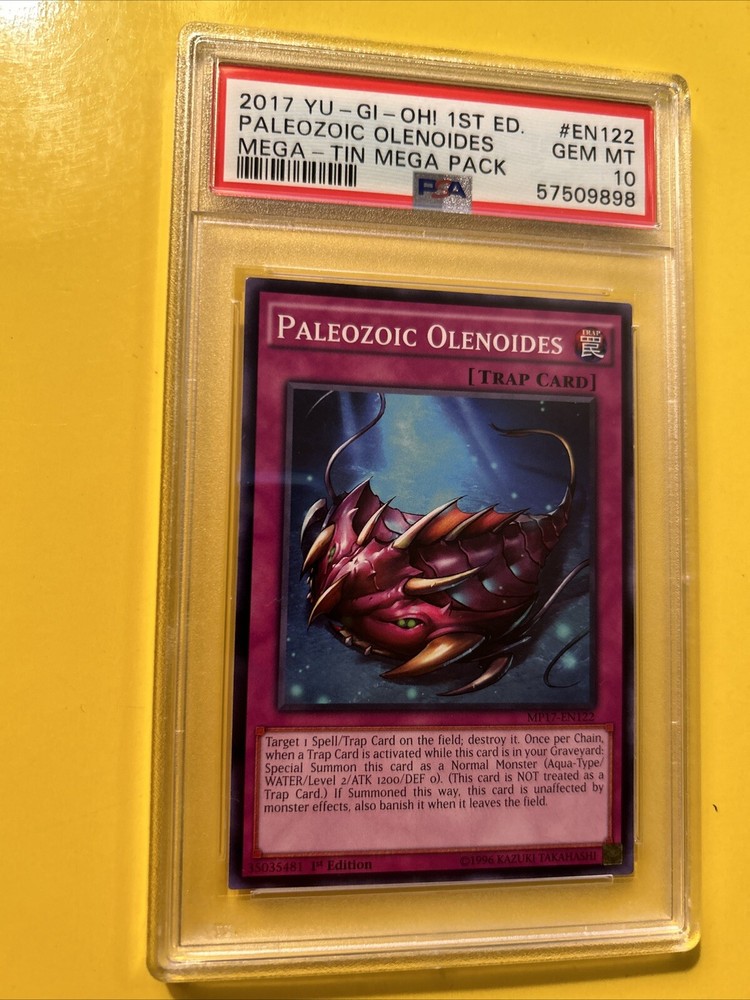 2017 YU-GI-OH! 1ST ED. #EN122
PALEOZOIC OLENOIDES GEM MT
MEGA-TIN MEGA PACK 10
PSA 57509898
PALEOZOIC OLENOIDES
TRAP
罠
[TRAP CARD]
MP17-EN122
Target 1 Spell/Trap Card on the field; destroy it. Once per Chain,
when a Trap Card is activated while this card is in your Graveyard:
Special Summon this card as a Normal Monster (Aqua-Type/
WATER/Level 2/ATK 1200/DEF 0). (This card is NOT treated as a
Trap Card.) If Summoned this way, this card is unaffected by
monster effects, also banish it when it leaves the field.
35035481 1st Edition ©1996 KAZUKI TAKAHASHI